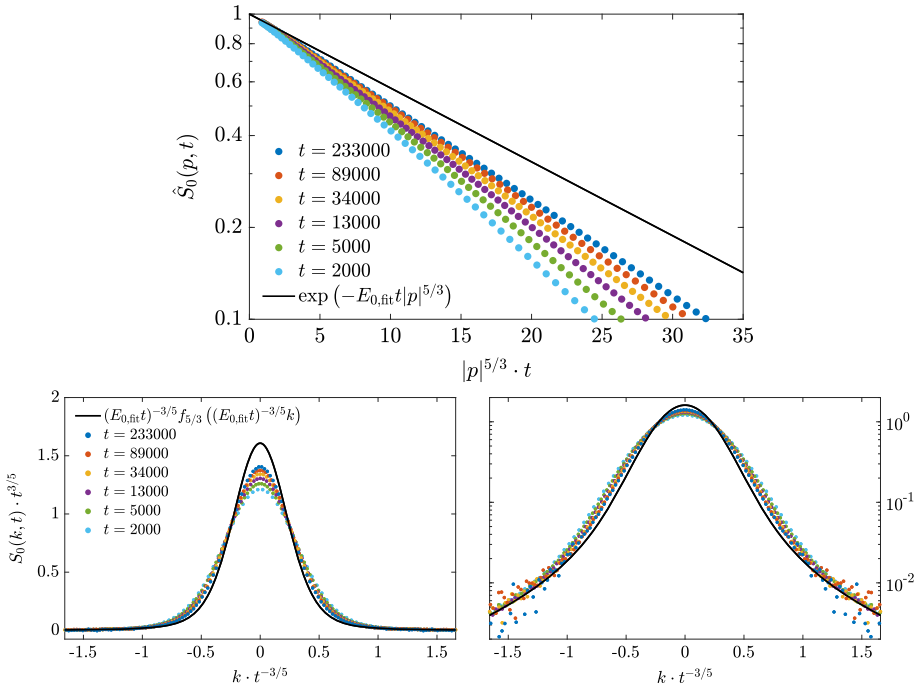 1
0.8
0.6
0.4
0.2
0.1
Ŝ₀(p, t)
t = 233000
t = 89000
t = 34000
t = 13000
t = 5000
t = 2000
exp (−E₀,fit t|p|^5/3)
0 5 10 15 20 25 30 35
|p|^5/3 · t
2
1.5
1
0.5
0
S₀(k, t) · t^3/5
(E₀,fit t)^−3/5 f₅/₃ ((E₀,fit t)^−3/5 k)
t = 233000
t = 89000
t = 34000
t = 13000
t = 5000
t = 2000
-1.5 -1 -0.5 0 0.5 1 1.5
k · t^−3/5
10^0
10^-1
10^-2
-1.5 -1 -0.5 0 0.5 1 1.5
k · t^−3/5